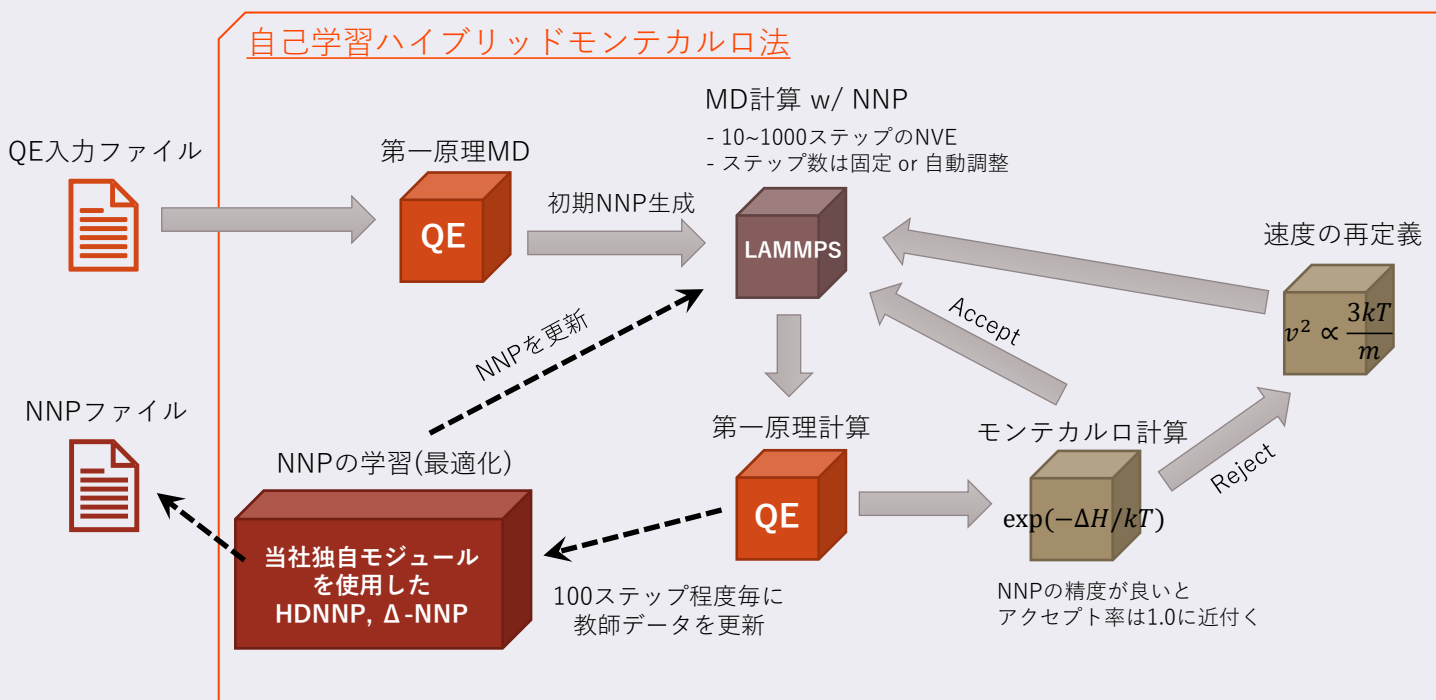 自己学習ハイブリッドモンテカルロ法
QE入力ファイル
第一原理MD
QE
初期NNP生成
MD計算 w/ NNP
- 10~1000ステップのNVE
- ステップ数は固定 or 自動調整
LAMMPS
速度の再定義
v² ∝ 3kT/m
Accept
Reject
NNPを更新
NNPファイル
NNPの学習(最適化)
当社独自モジュール
を使用した
HDNNP, Δ-NNP
第一原理計算
QE
100ステップ程度毎に
教師データを更新
モンテカルロ計算
exp(−ΔH/kT)
NNPの精度が良いと
アクセプト率は1.0に近付く